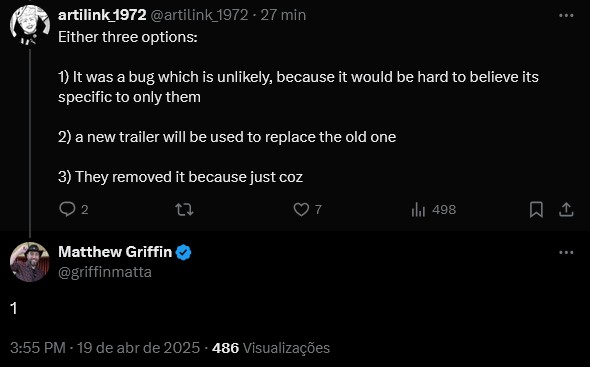 artilink_1972 @artilink_1972 · 27 min
Either three options:
1) It was a bug which is unlikely, because it would be hard to believe its
specific to only them
2) a new trailer will be used to replace the old one
3) They removed it because just coz
2 7 498
Matthew Griffin
@griffinmatta
1
3:55 PM · 19 de abr de 2025 · 486 Visualizações